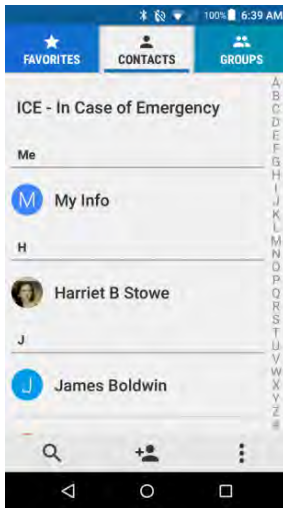 100% 6:39 AM
FAVORITES CONTACTS GROUPS
ICE - In Case of Emergency
Me
M My Info
H
Harriet B Stowe
J
J James Boldwin
A
B
C
D
E
F
G
H
I
J
K
L
M
N
O
P
Q
R
S
T
U
V
W
X
Y
Z
#